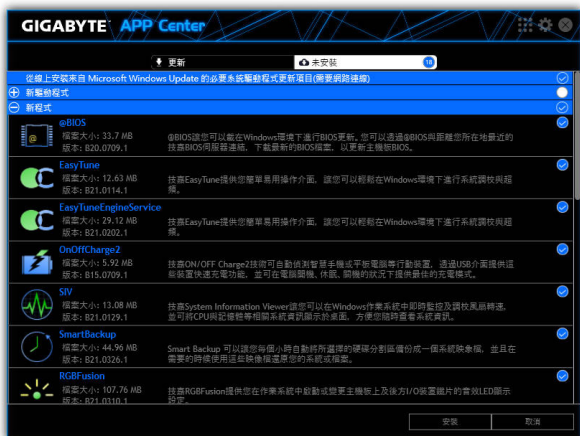 GIGABYTE APP Center
更新
未安裝 18
從線上安裝來自 Microsoft Windows Update 的必要系統驅動程式更新項目(需要網路連線)
新驅動程式
新程式
@BIOS
檔案大小: 33.7 MB
版本: B20.0709.1
@BIOS讓您可以載在Windows環境下進行BIOS更新。您可以透過@BIOS與距離您所在地最近的
技嘉BIOS伺服器連結，下載最新的BIOS檔案，以更新主機板BIOS。
EasyTune
檔案大小: 12.63 MB
版本: B21.0114.1
技嘉EasyTune提供您簡單易用操作介面，讓您可以輕鬆在Windows環境下進行系統調校與超
頻。
EasyTuneEngineService
檔案大小: 29.12 MB
版本: B21.0202.1
技嘉EasyTune提供您簡單易用操作介面，讓您可以輕鬆在Windows環境下進行系統調校與超
頻。
OnOffCharge2
檔案大小: 5.92 MB
版本: B15.0709.1
技嘉ON/OFF Charge2技術可自動偵測智慧手機或平板電腦等行動裝置，透過USB介面提供這
些裝置快速充電功能，並可在電腦開機、休眠、關機的狀況下提供最佳的充電模式。
SIV
檔案大小: 13.08 MB
版本: B21.0129.1
技嘉System Information Viewer讓您可以在Windows作業系統中即時監控及調校風扇轉速，
並可將CPU與記憶體等相關系統資訊顯示於桌面，方便您隨時查看系統資訊。
SmartBackup
檔案大小: 44.96 MB
版本: B21.0326.1
Smart Backup 可以讓您每個小時自動將所選擇的硬碟分割區備份成一個系統映象檔，並且在
需要的時候使用這些映像檔還原您的系統或檔案。
RGBFusion
檔案大小: 107.76 MB
版本: B21.0310.1
技嘉RGBFusion提供您在作業系統中啟動或變更主機板上及後方I/O裝置鐵片的音效LED顯示
設定。
安裝
取消